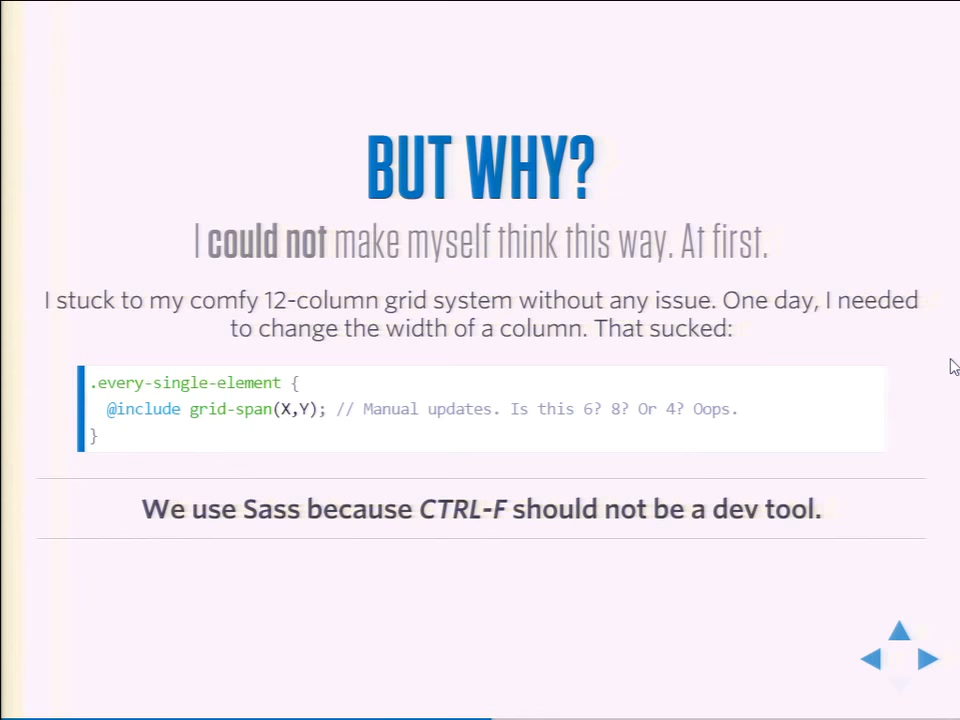 BUT WHY?
I could not make myself think this way. At first.
I stuck to my comfy 12-column grid system without any issue. One day, I needed
to change the width of a column. That sucked:
.every-single-element {
  @include grid-span(X,Y); // Manual updates. Is this 6? 8? Or 4? Oops.
}
We use Sass because CTRL-F should not be a dev tool.